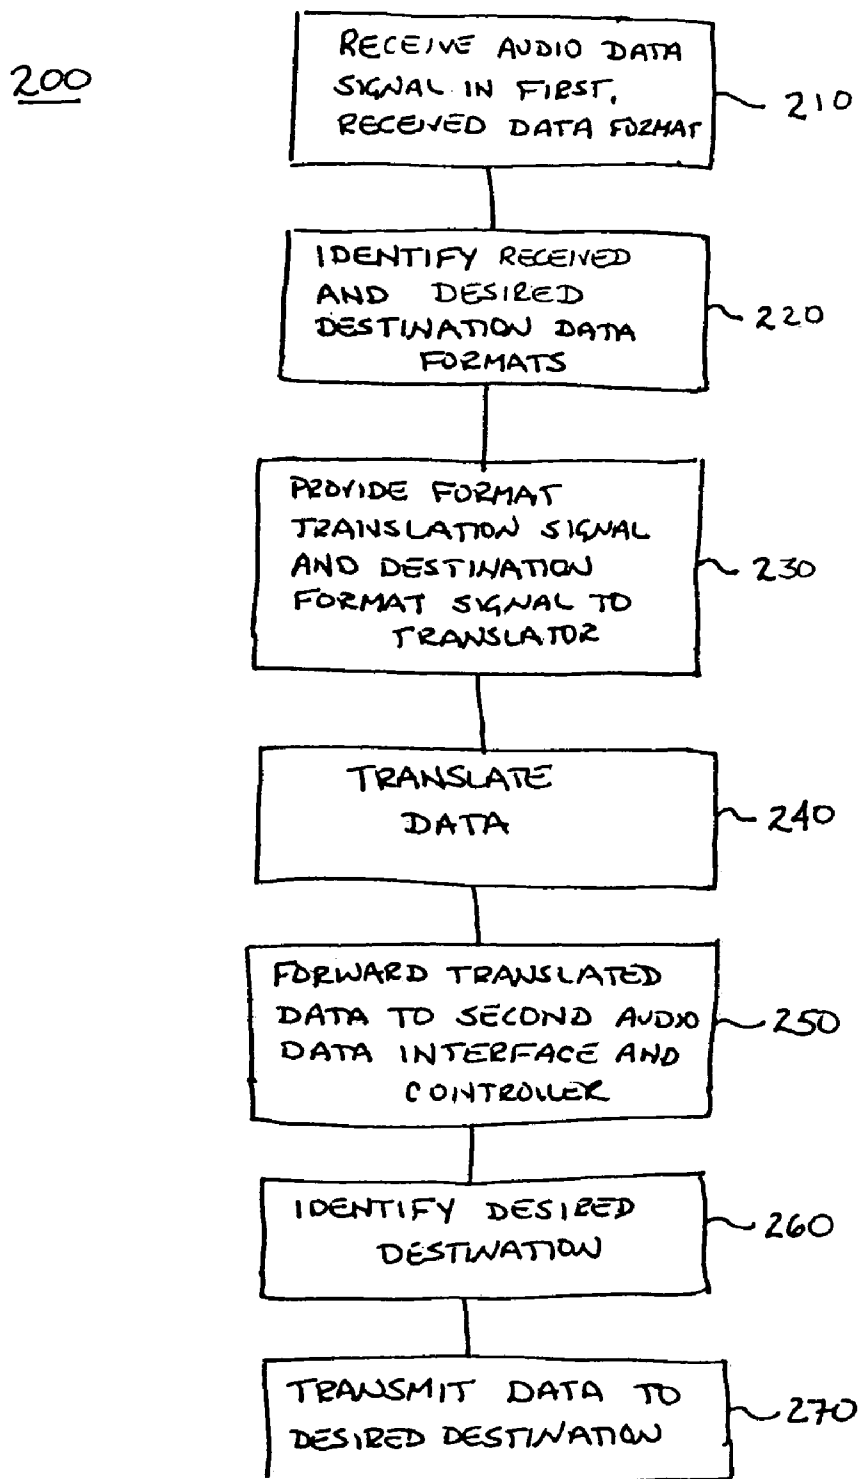 200
RECEIVE AUDIO DATA
SIGNAL IN FIRST,
RECEIVED DATA FORMAT
210
IDENTIFY RECEIVED
AND DESIRED
DESTINATION DATA
FORMATS
220
PROVIDE FORMAT
TRANSLATION SIGNAL
AND DESTINATION
FORMAT SIGNAL TO
TRANSLATOR
230
TRANSLATE
DATA
240
FORWARD TRANSLATED
DATA TO SECOND AUDIO
DATA INTERFACE AND
CONTROLLER
250
IDENTIFY DESIRED
DESTINATION
260
TRANSMIT DATA TO
DESIRED DESTINATION
270